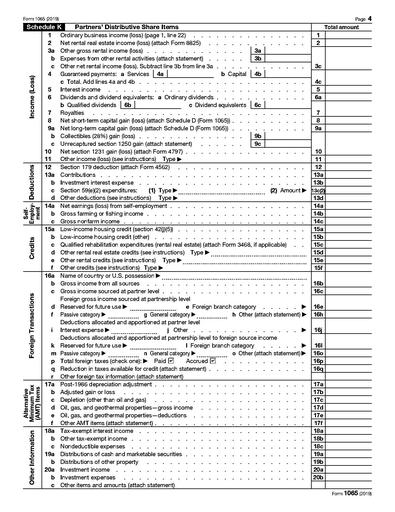 Form 1065 (2019) Page 4
Schedule K Partners' Distributive Share Items Total amount
Income (Loss)
1 Ordinary business income (loss) (page 1, line 22) 1
2 Net rental real estate income (loss) (attach Form 8825) 2
3a Other gross rental income (loss) 3a
b Expenses from other rental activities (attach statement) 3b
c Other net rental income (loss). Subtract line 3b from line 3a 3c
4 Guaranteed payments: a Services 4a b Capital 4b
c Total. Add lines 4a and 4b 4c
5 Interest income 5
6 Dividends and dividend equivalents: a Ordinary dividends 6a
b Qualified dividends 6b c Dividend equivalents 6c
7 Royalties 7
8 Net short-term capital gain (loss) (attach Schedule D (Form 1065)) 8
9a Net long-term capital gain (loss) (attach Schedule D (Form 1065)) 9a
b Collectibles (28%) gain (loss) 9b
c Unrecaptured section 1250 gain (attach statement) 9c
10 Net section 1231 gain (loss) (attach Form 4797) 10
11 Other income (loss) (see instructions) Type ▶ 11
Deductions
12 Section 179 deduction (attach Form 4562) 12
13a Contributions 13a
b Investment interest expense 13b
c Section 59(e)(2) expenditures: (1) Type ▶ (2) Amount ▶ 13c(2)
d Other deductions (see instructions) Type ▶ 13d
Self-Employ-ment
14a Net earnings (loss) from self-employment 14a
b Gross farming or fishing income 14b
c Gross nonfarm income 14c
Credits
15a Low-income housing credit (section 42(j)(5)) 15a
b Low-income housing credit (other) 15b
c Qualified rehabilitation expenditures (rental real estate) (attach Form 3468, if applicable) 15c
d Other rental real estate credits (see instructions) Type ▶ 15d
e Other rental credits (see instructions) Type ▶ 15e
f Other credits (see instructions) Type ▶ 15f
Foreign Transactions
16a Name of country or U.S. possession ▶
b Gross income from all sources 16b
c Gross income sourced at partner level 16c
Foreign gross income sourced at partnership level
d Reserved for future use ▶ e Foreign branch category ▶ 16e
f Passive category ▶ g General category ▶ h Other (attach statement) ▶ 16h
Deductions allocated and apportioned at partner level
i Interest expense ▶ j Other ▶ 16j
Deductions allocated and apportioned at partnership level to foreign source income
k Reserved for future use ▶ l Foreign branch category ▶ 16l
m Passive category ▶ n General category ▶ o Other (attach statement) ▶ 16o
p Total foreign taxes (check one): ▶ Paid ☑ Accrued ☑ 16p
q Reduction in taxes available for credit (attach statement) 16q
r Other foreign tax information (attach statement)
Alternative Minimum Tax (AMT) Items
17a Post-1986 depreciation adjustment 17a
b Adjusted gain or loss 17b
c Depletion (other than oil and gas) 17c
d Oil, gas, and geothermal properties—gross income 17d
e Oil, gas, and geothermal properties—deductions 17e
f Other AMT items (attach statement) 17f
Other Information
18a Tax-exempt interest income 18a
b Other tax-exempt income 18b
c Nondeductible expenses 18c
19a Distributions of cash and marketable securities 19a
b Distributions of other property 19b
20a Investment income 20a
b Investment expenses 20b
c Other items and amounts (attach statement)
Form 1065 (2019)